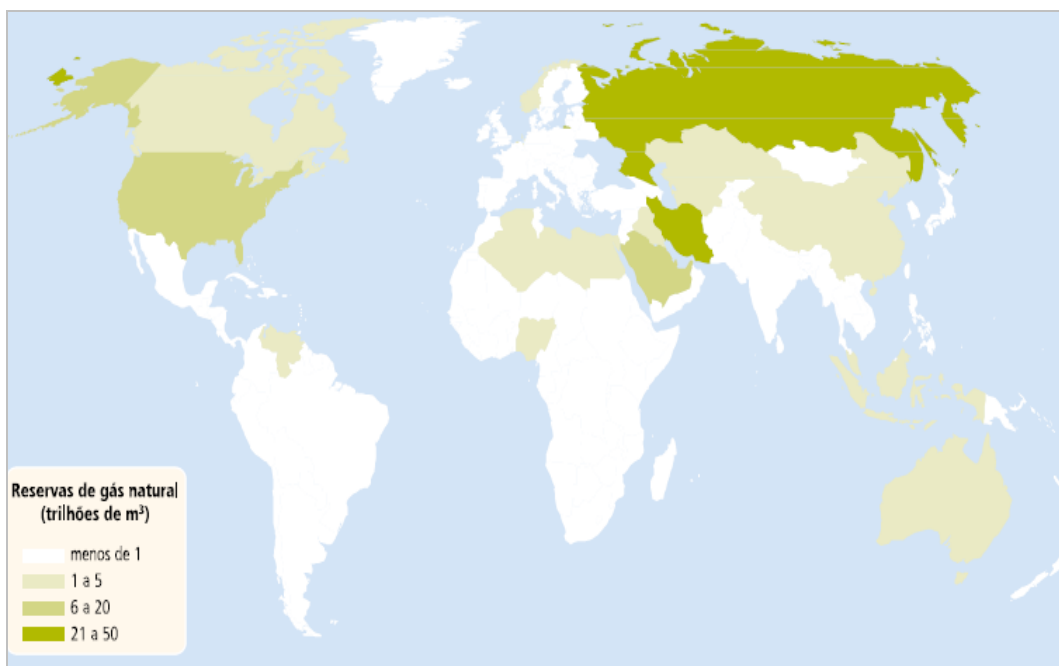 Reservas de gás natural
(trilhões de m³)
menos de 1
1 a 5
6 a 20
21 a 50